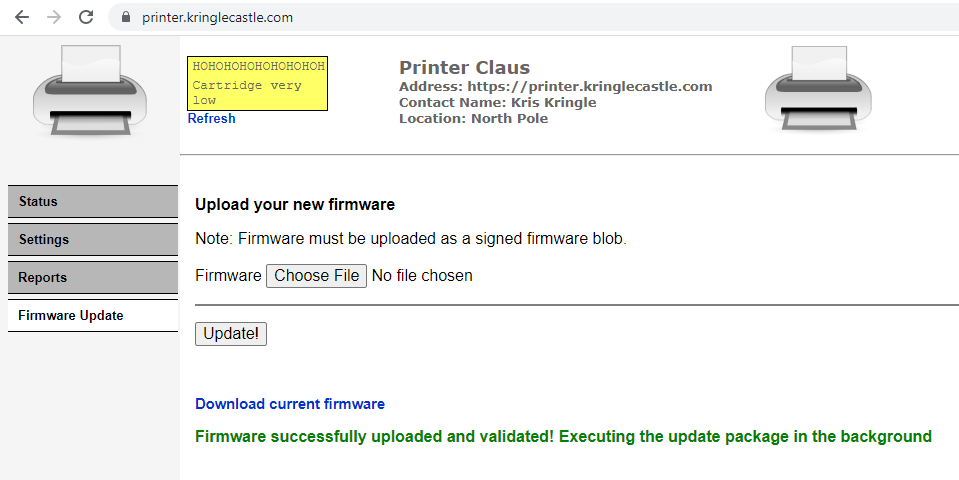 printer.kringlecastle.com
HOHOHOHOHOHOHOHOH
Cartridge very
low
Refresh
Printer Claus
Address: https://printer.kringlecastle.com
Contact Name: Kris Kringle
Location: North Pole
Status
Settings
Reports
Firmware Update
Upload your new firmware
Note: Firmware must be uploaded as a signed firmware blob.
Firmware Choose File No file chosen
Update!
Download current firmware
Firmware successfully uploaded and validated! Executing the update package in the background